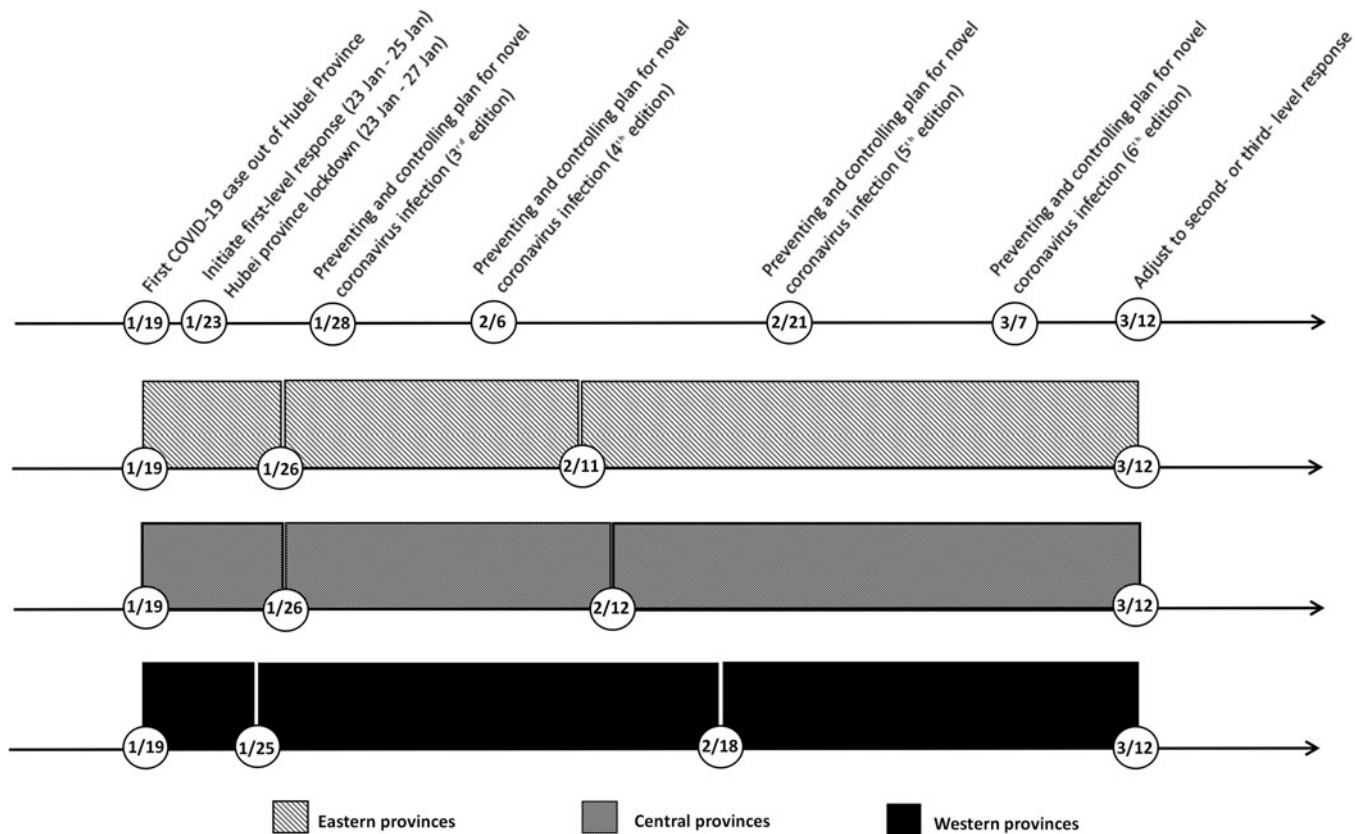 First COVID-19 case out of Hubei Province
Initiate first-level response (23 Jan - 25 Jan)
Hubei province lockdown (23 Jan - 27 Jan)
Preventing and controlling plan for novel
coronavirus infection (3rd edition)
Preventing and controlling plan for novel
coronavirus infection (4th edition)
Preventing and controlling plan for novel
coronavirus infection (5th edition)
Preventing and controlling plan for novel
coronavirus infection (6th edition)
Adjust to second- or third- level response
1/19 1/23 1/28 2/6 2/21 3/7 3/12
1/19 1/26 2/11 3/12
1/19 1/26 2/12 3/12
1/19 1/25 2/18 3/12
Eastern provinces Central provinces Western provinces